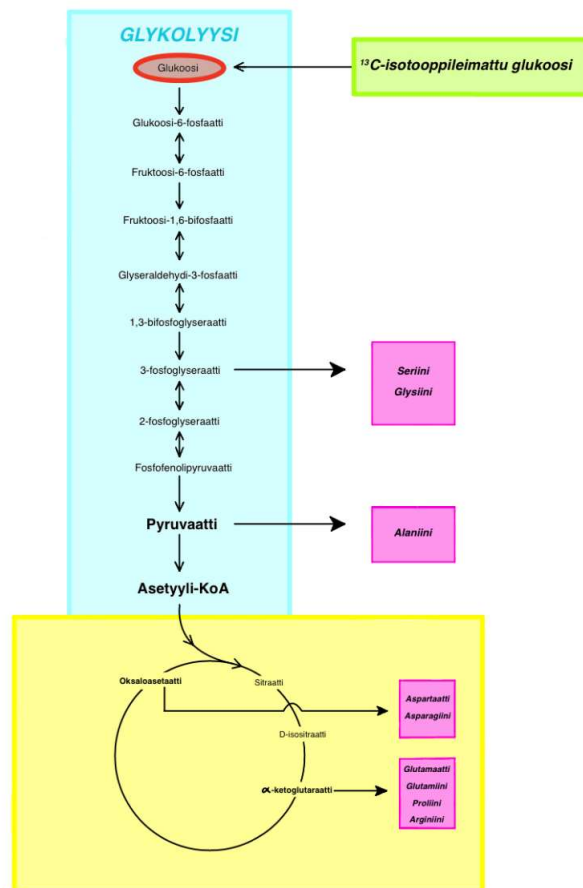 GLYKOLYYSI
Glukoosi
¹³C-isotooppileimattu glukoosi
Glukoosi-6-fosfaatti
Fruktoosi-6-fosfaatti
Fruktoosi-1,6-bifosfaatti
Glyseraldehydi-3-fosfaatti
1,3-bifosfoglyseraatti
3-fosfoglyseraatti
Seriini
Glysiini
2-fosfoglyseraatti
Fosfofenolipyruvaatti
Pyruvaatti
Alaniini
Asetyyli-KoA
Oksaloasetaatti
Sitraatti
Aspartaatti
Asparagiini
D-isositraatti
α-ketoglutaraatti
Glutamaatti
Glutamiini
Proliini
Arginiini